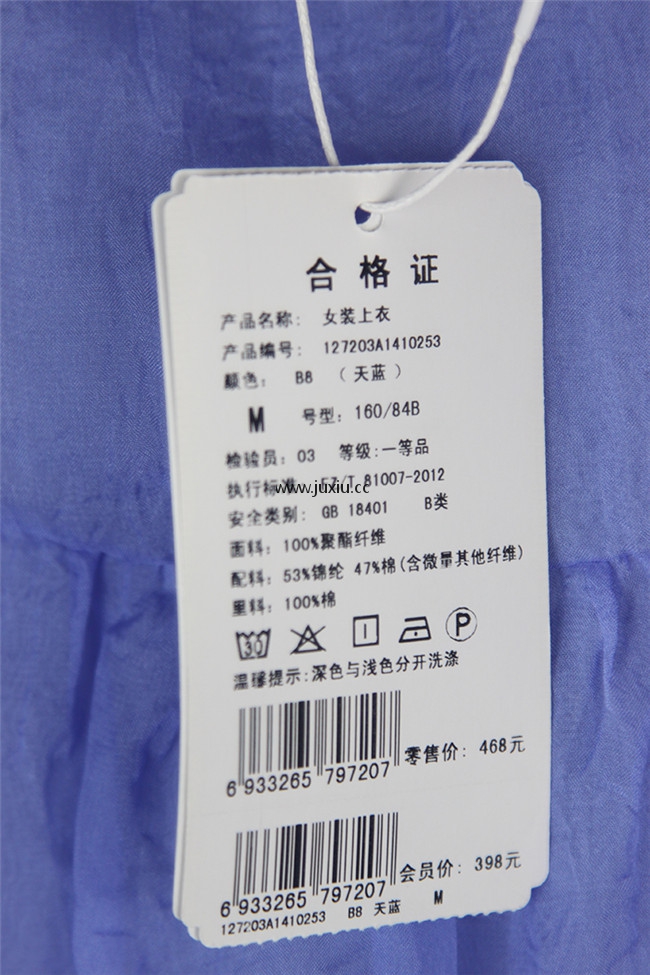 合格证
产品名称: 女装上衣
产品编号: 127203A1410253
颜色: B8 (天蓝)
M 号型: 160/84B
检验员: 03 等级:一等品
执行标准: FZ/T 81007-2012
www.juxiu.cc
安全类别: GB 18401 B类
面料: 100%聚酯纤维
配料: 53%锦纶 47%棉(含微量其他纤维)
里料: 100%棉
30 P
温馨提示:深色与浅色分开洗涤
零售价: 468元
6 933265 797207
会员价: 398元
6 933265 797207
127203A1410253 B8 天蓝 M